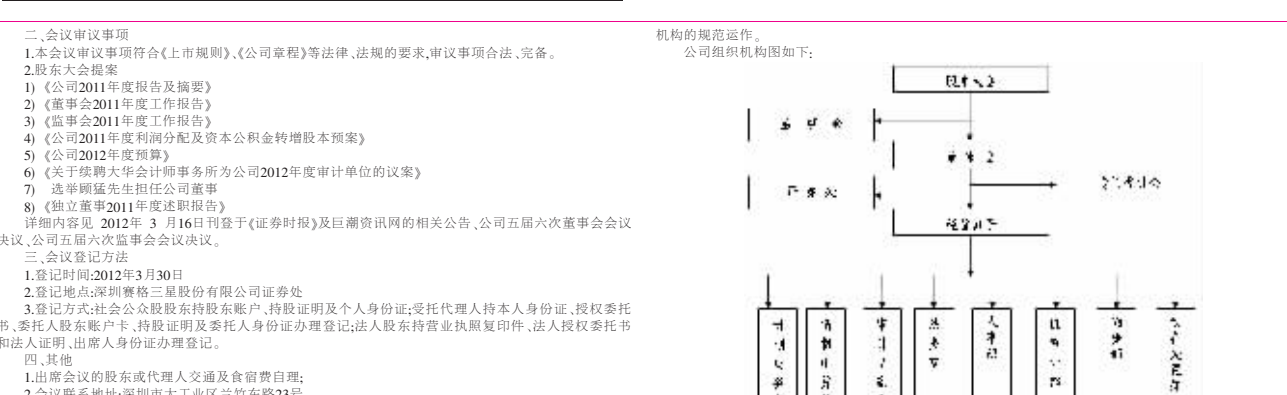 二、会议审议事项
1.本会议审议事项符合《上市规则》、《公司章程》等法律、法规的要求,审议事项合法、完备。
2.股东大会提案
1) 《公司2011年度报告及摘要》
2) 《董事会2011年度工作报告》
3) 《监事会2011年度工作报告》
4) 《公司2011年度利润分配及资本公积金转增股本预案》
5) 《公司2012年度预算》
6) 《关于续聘大华会计师事务所为公司2012年度审计单位的议案》
7) 选举顾猛先生担任公司董事
8) 《独立董事2011年度述职报告》
详细内容见 2012年 3 月16日刊登于《证券时报》及巨潮资讯网的相关公告、公司五届六次董事会会议
决议、公司五届六次监事会会议决议。
三、会议登记方法
1.登记时间:2012年3月30日
2.登记地点:深圳赛格三星股份有限公司证券处
3.登记方式:社会公众股股东持股东账户、持股证明及个人身份证;受托代理人持本人身份证、授权委托
书、委托人股东账户卡、持股证明及委托人身份证办理登记;法人股东持营业执照复印件、法人授权委托书
和法人证明、出席人身份证办理登记。
四、其他
1.出席会议的股东或代理人交通及食宿费自理;
2.会议联系地址:深圳市大工业区兰竹东路23号
机构的规范运作。
公司组织机构图如下: